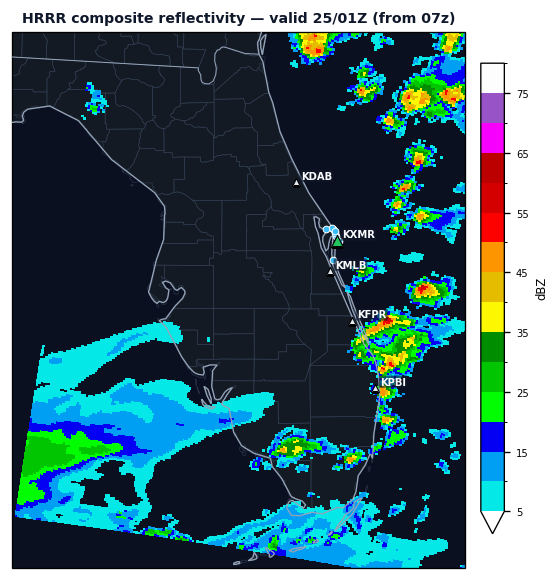 HRRR composite reflectivity — valid 25/01Z (from 07z)
KDAB
KXMR
KMLB
KFPR
KPBI
75
65
55
45
35
25
15
5
dBZ